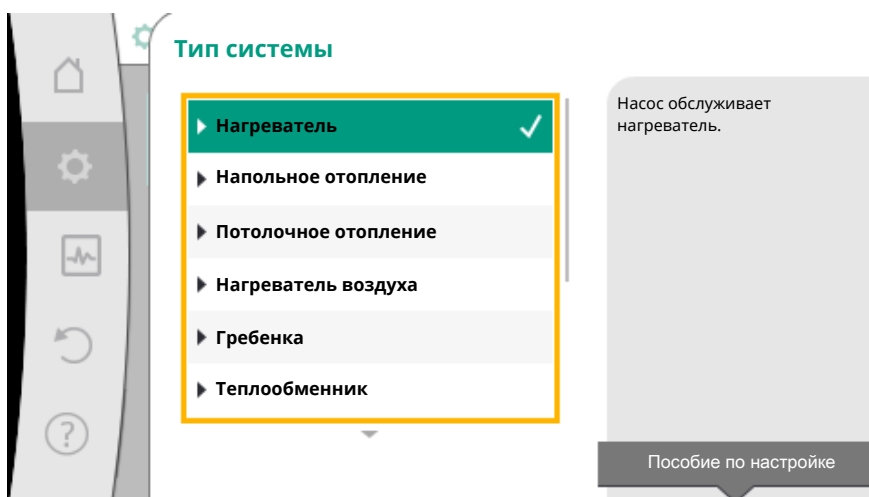 Тип системы
Нагреватель
Напольное отопление
Потолочное отопление
Нагреватель воздуха
Гребенка
Теплообменник
Насос обслуживает
нагреватель.
Пособие по настройке